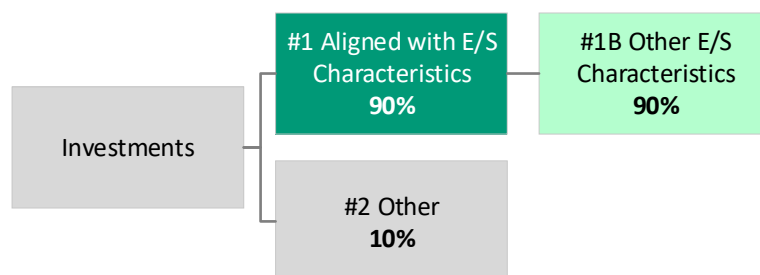 Investments
#1 Aligned with E/S
Characteristics
90%
#1B Other E/S
Characteristics
90%
#2 Other
10%